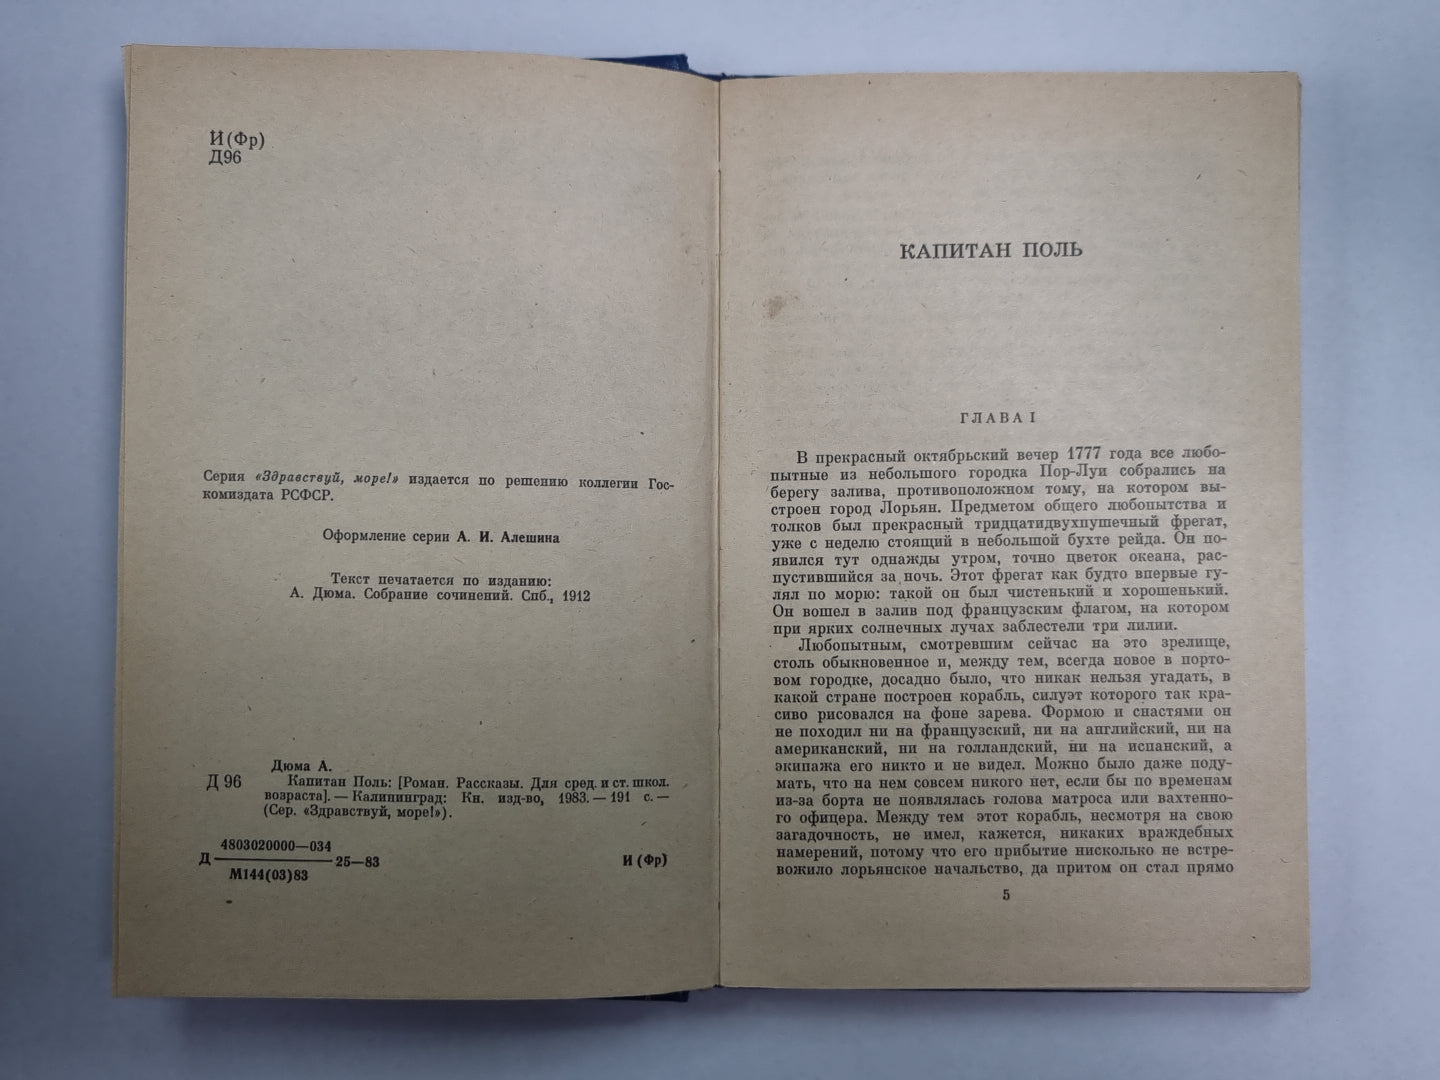 И(Фр)
Д96
Серия «Здравствуй, море!» издается по решению коллегии Гос-
комиздата РСФСР.
Оформление серии А. И. Алешина
Текст печатается по изданию:
А. Дюма. Собрание сочинений. Спб., 1912
Дюма А.
Д 96 Капитан Поль: [Роман. Рассказы. Для сред. и ст. школ.
возраста]. — Калининград: Кн. изд-во, 1983. — 191 с. —
(Сер. «Здравствуй, море!»).
4803020000—034
Д 25—83 И (Фр)
М144(03)83
КАПИТАН ПОЛЬ
ГЛАВА I
В прекрасный октябрьский вечер 1777 года все любо-
пытные из небольшого городка Пор-Луи собрались на
берегу залива, противоположном тому, на котором вы-
строен город Лорьян. Предметом общего любопытства и
толков был прекрасный тридцатидвухпушечный фрегат,
уже с неделю стоящий в небольшой бухте рейда. Он по-
явился тут однажды утром, точно цветок океана, рас-
пустившийся за ночь. Этот фрегат как будто впервые гу-
лял по морю: такой он был чистенький и хорошенький.
Он вошел в залив под французским флагом, на котором
при ярких солнечных лучах заблестели три лилии.
Любопытным, смотревшим сейчас на это зрелище,
столь обыкновенное и, между тем, всегда новое в порто-
вом городке, досадно было, что никак нельзя угадать, в
какой стране построен корабль, силуэт которого так кра-
сиво рисовался на фоне зарева. Формою и снастями он
не походил ни на французский, ни на английский, ни на
американский, ни на голландский, ни на испанский, а
экипажа его никто и не видел. Можно было даже поду-
мать, что на нем совсем никого нет, если бы по временам
из-за борта не появлялась голова матроса или вахтенно-
го офицера. Между тем этот корабль, несмотря на свою
загадочность, не имел, кажется, никаких враждебных
намерений, потому что его прибытие нисколько не встре-
вожило лорьянское начальство, да притом он стал прямо
5